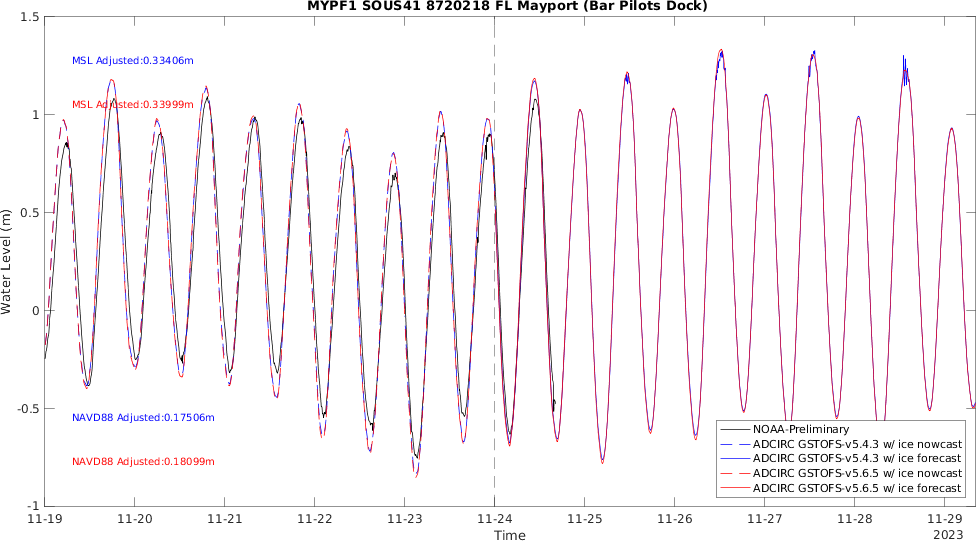 MYPF1 SOUS41 8720218 FL Mayport (Bar Pilots Dock)
1.5
1
0.5
0
-0.5
-1
Water Level (m)
MSL Adjusted:0.33406m
MSL Adjusted:0.33999m
NAVD88 Adjusted:0.17506m
NAVD88 Adjusted:0.18099m
NOAA-Preliminary
ADCIRC GSTOFS-v5.4.3 w/ ice nowcast
ADCIRC GSTOFS-v5.4.3 w/ ice forecast
ADCIRC GSTOFS-v5.6.5 w/ ice nowcast
ADCIRC GSTOFS-v5.6.5 w/ ice forecast
11-19 11-20 11-21 11-22 11-23 11-24 11-25 11-26 11-27 11-28 11-29
Time
2023